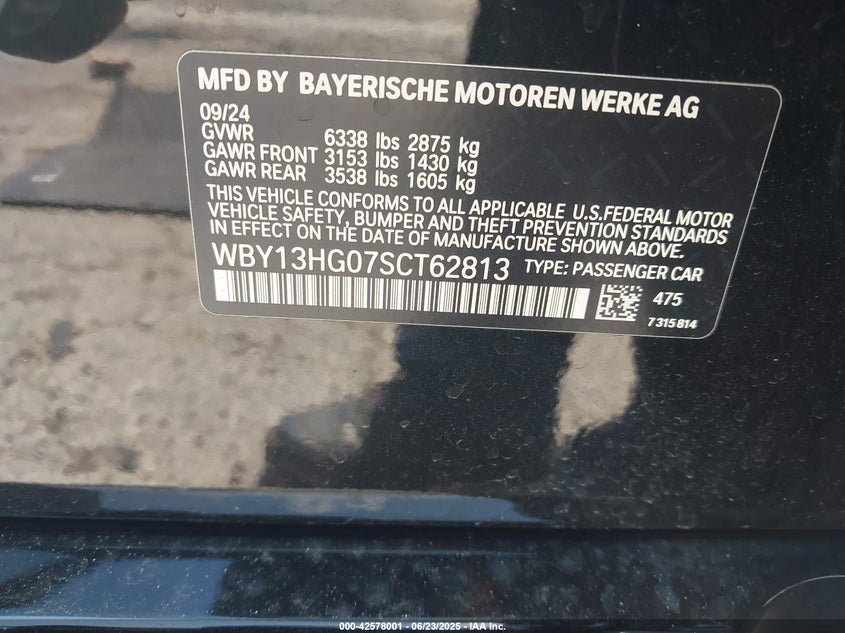 MFD BY BAYERISCHE MOTOREN WERKE AG
09/24
GVWR 6338 lbs 2875 kg
GAWR FRONT 3153 lbs 1430 kg
GAWR REAR 3538 lbs 1605 kg
THIS VEHICLE CONFORMS TO ALL APPLICABLE U.S.FEDERAL MOTOR
VEHICLE SAFETY, BUMPER AND THEFT PREVENTION STANDARDS
IN EFFECT ON THE DATE OF MANUFACTURE SHOWN ABOVE.
WBY13HG07SCT62813 TYPE: PASSENGER CAR
475
7 315 814
000-42578001 - 06/23/2025 - IAA Inc.